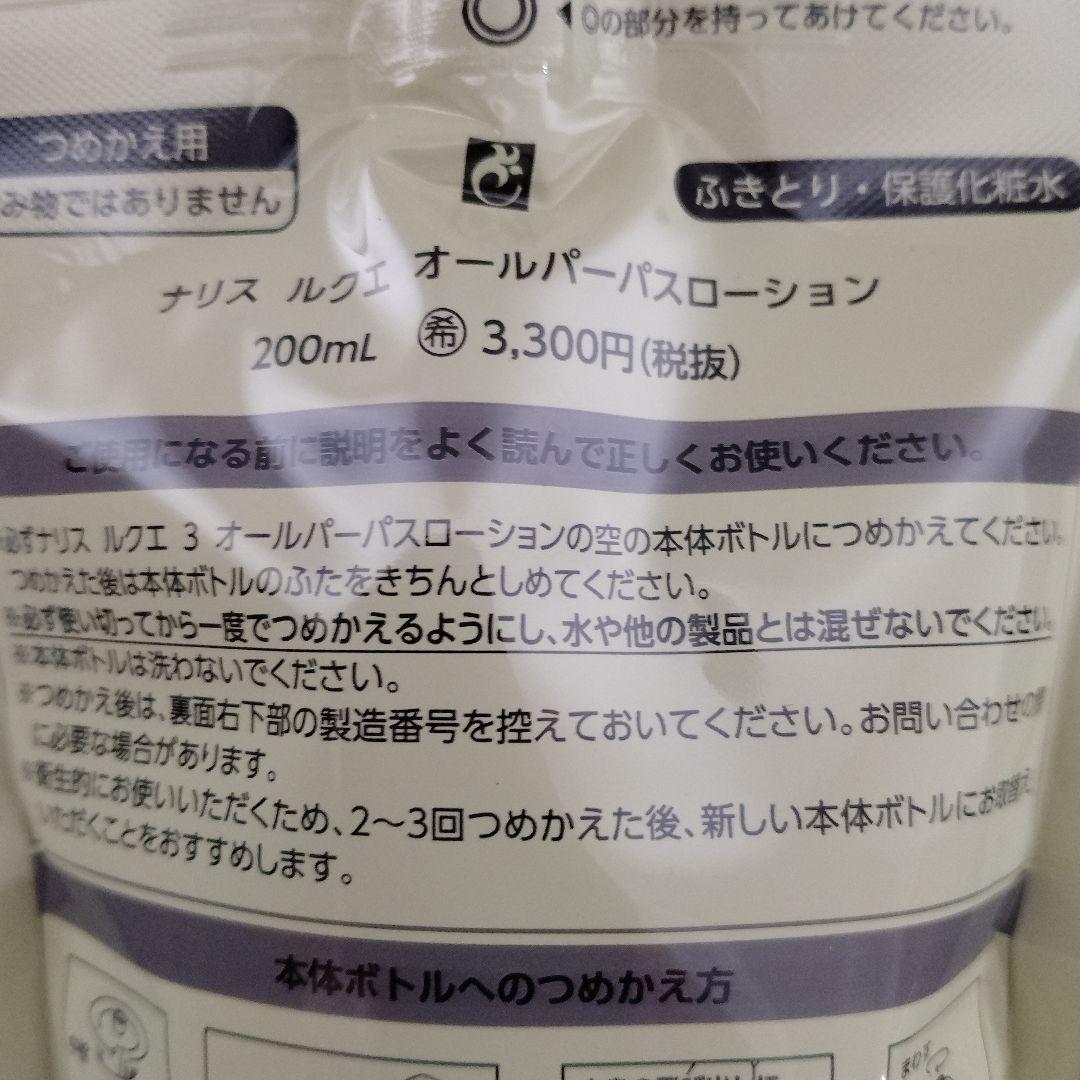 ◀︎Oの部分を持ってあけてください。
つめかえ用
み物ではありません
ふきとり・保護化粧水
ナリス ルクエ オールパーパスローション
200mL ㊕ 3,300円(税抜)
ご使用になる前に説明をよく読んで正しくお使いください。
必ずナリス ルクエ 3 オールパーパスローションの空の本体ボトルにつめかえてください。
つめかえた後は本体ボトルのふたをきちんとしめてください。
※必ず使い切ってから一度でつめかえるようにし、水や他の製品とは混ぜないでください。
※本体ボトルは洗わないでください。
※つめかえ後は、裏面右下部の製造番号を控えておいてください。お問い合わせの際
に必要な場合があります。
※衛生的にお使いいただくため、2〜3回つめかえた後、新しい本体ボトルにお取替え
いただくことをおすすめします。
本体ボトルへのつめかえ方
まわす